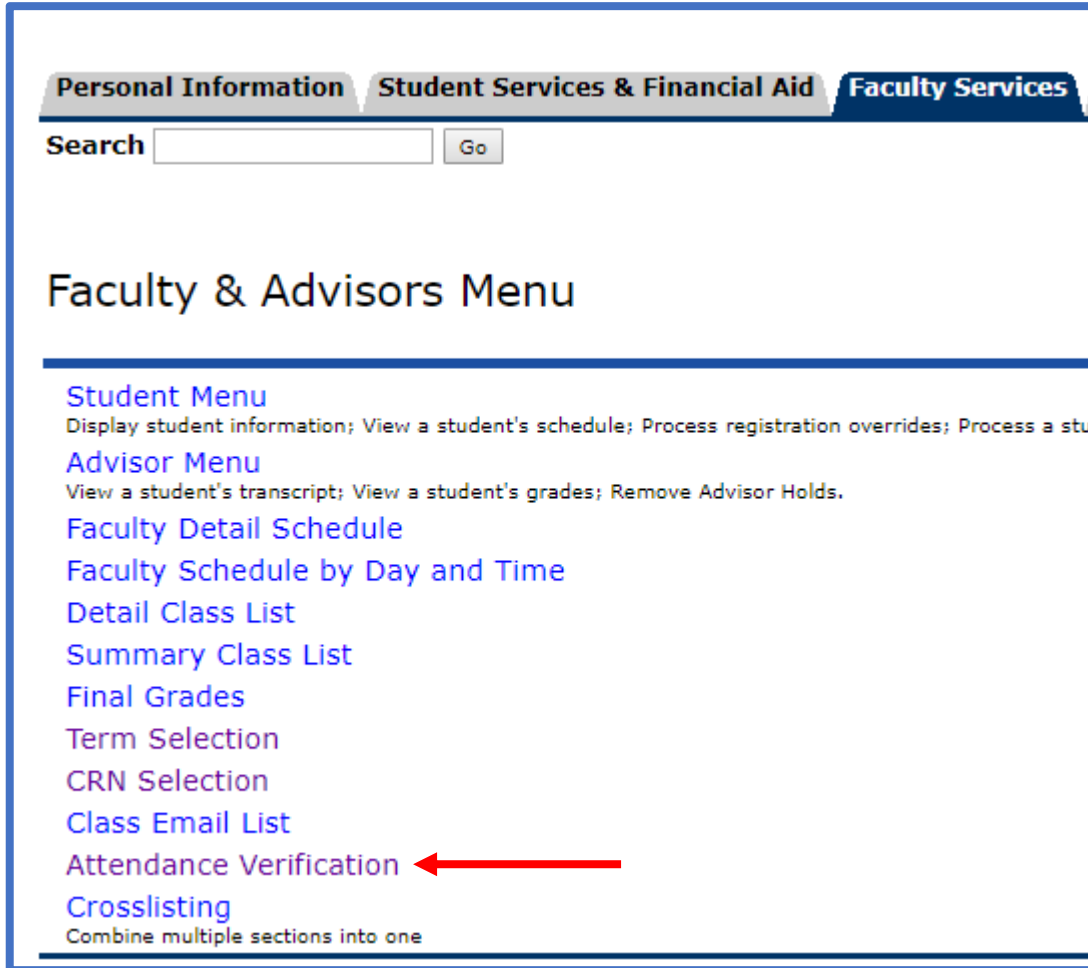 Personal Information Student Services & Financial Aid Faculty Services
Search Go
Faculty & Advisors Menu
Student Menu
Display student information; View a student's schedule; Process registration overrides; Process a
Advisor Menu
View a student's transcript; View a student's grades; Remove Advisor Holds.
Faculty Detail Schedule
Faculty Schedule by Day and Time
Detail Class List
Summary Class List
Final Grades
Term Selection
CRN Selection
Class Email List
Attendance Verification
Crosslisting
Combine multiple sections into one